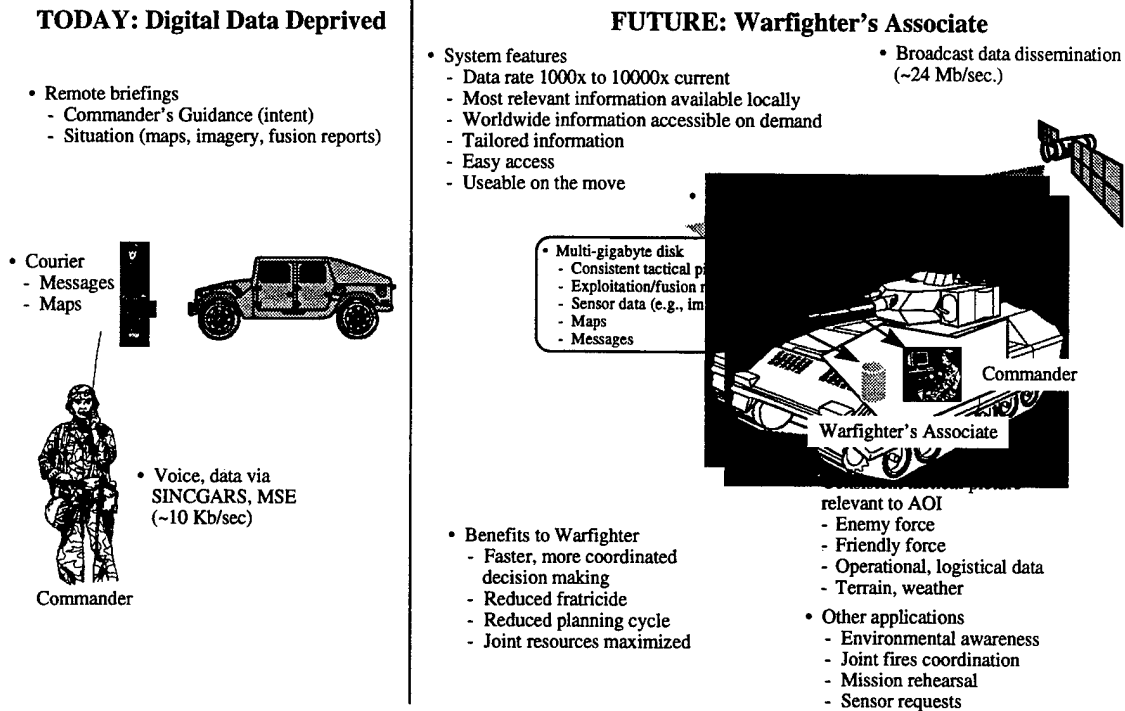 TODAY: Digital Data Deprived
• Remote briefings
- Commander's Guidance (intent)
- Situation (maps, imagery, fusion reports)
• Courier
- Messages
- Maps
• Voice, data via
SINCGARS, MSE
(~10 Kb/sec)
Commander
FUTURE: Warfighter's Associate
• System features
- Data rate 1000x to 10000x current
- Most relevant information available locally
- Worldwide information accessible on demand
- Tailored information
- Easy access
- Useable on the move
• Broadcast data dissemination
(~24 Mb/sec.)
•
• Multi-gigabyte disk
- Consistent tactical
- Exploitation/fusion
- Sensor data (e.g.,
- Maps
- Messages
Commander
Warfighter's Associate
relevant to AOI
- Enemy force
- Friendly force
- Operational, logistical data
- Terrain, weather
• Benefits to Warfighter
- Faster, more coordinated
decision making
- Reduced fratricide
- Reduced planning cycle
- Joint resources maximized
• Other applications
- Environmental awareness
- Joint fires coordination
- Mission rehearsal
- Sensor requests